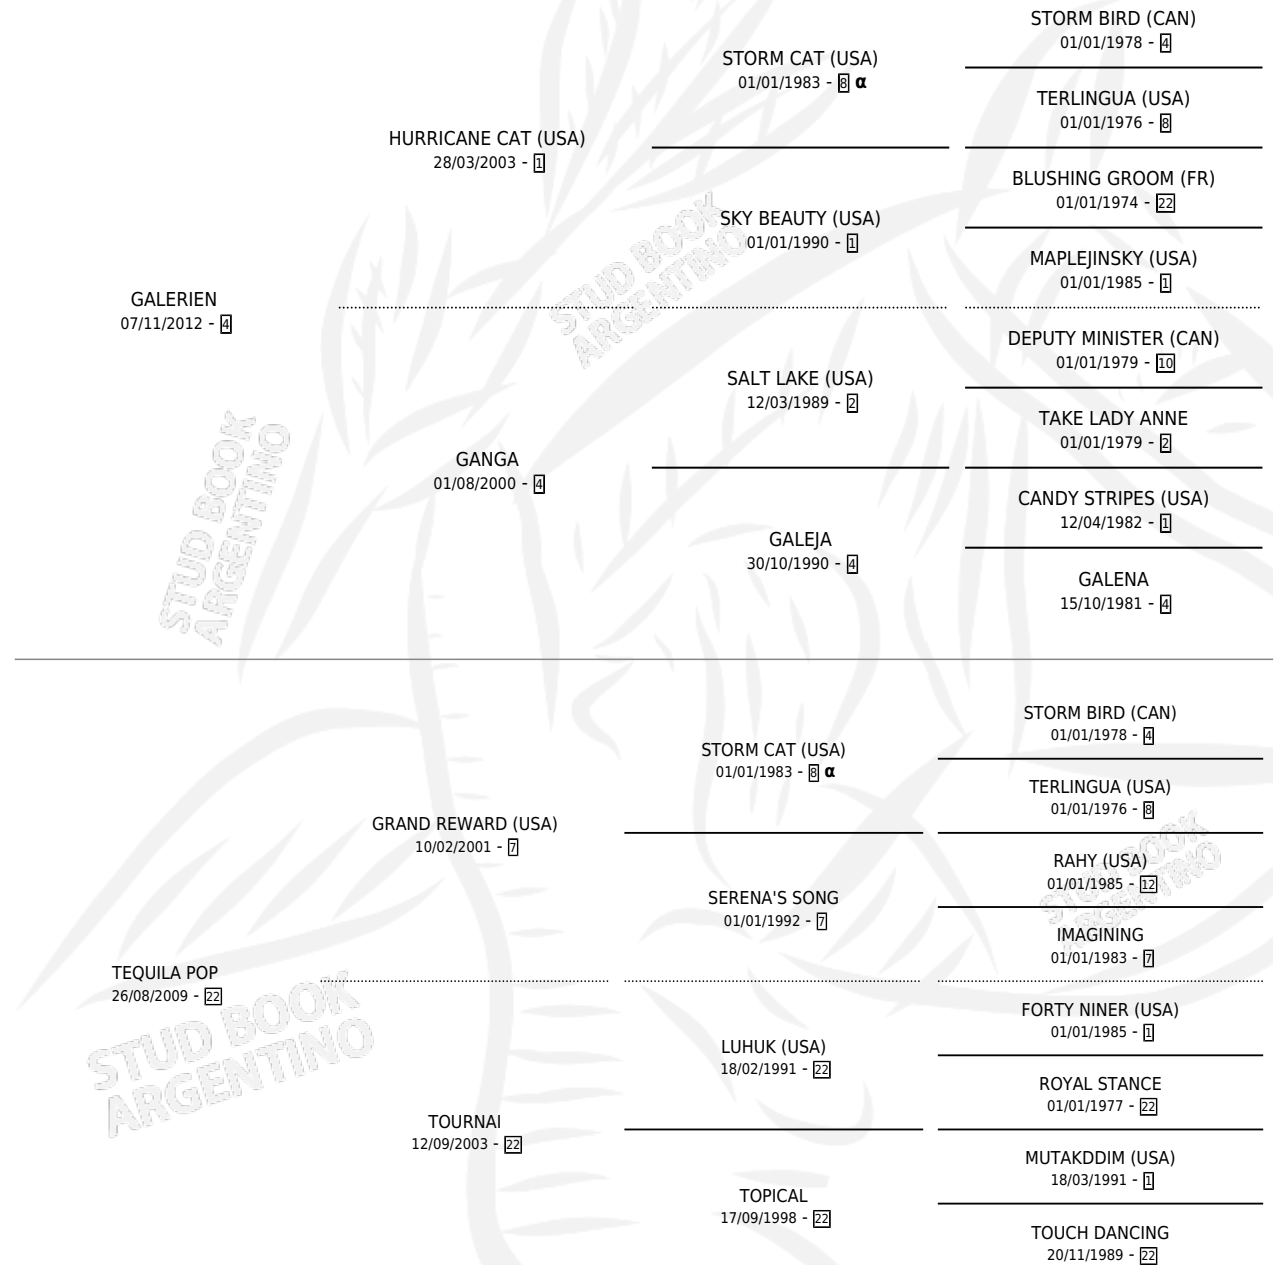 STORM BIRD (CAN)
01/01/1978 - 4
STORM CAT (USA)
01/01/1983 - 8 α
TERLINGUA (USA)
01/01/1976 - 8
HURRICANE CAT (USA)
28/03/2003 - 1
BLUSHING GROOM (FR)
01/01/1974 - 22
SKY BEAUTY (USA)
01/01/1990 - 1
MAPLEJINSKY (USA)
01/01/1985 - 1
GALERIEN
07/11/2012 - 4
DEPUTY MINISTER (CAN)
01/01/1979 - 10
SALT LAKE (USA)
12/03/1989 - 2
TAKE LADY ANNE
01/01/1979 - 2
GANGA
01/08/2000 - 4
CANDY STRIPES (USA)
12/04/1982 - 1
GALEJA
30/10/1990 - 4
GALENA
15/10/1981 - 4
STUD BOOK
ARGENTINO
STUD BOOK
ARGENTINO
STORM BIRD (CAN)
01/01/1978 - 4
STORM CAT (USA)
01/01/1983 - 8 α
TERLINGUA (USA)
01/01/1976 - 8
GRAND REWARD (USA)
10/02/2001 - 7
RAHY (USA)
01/01/1985 - 12
SERENA'S SONG
01/01/1992 - 7
IMAGINING
01/01/1983 - 7
TEQUILA POP
26/08/2009 - 22
FORTY NINER (USA)
01/01/1985 - 1
LUHUK (USA)
18/02/1991 - 22
ROYAL STANCE
01/01/1977 - 22
TOURNAI
12/09/2003 - 22
MUTAKDDIM (USA)
18/03/1991 - 1
TOPICAL
17/09/1998 - 22
TOUCH DANCING
20/11/1989 - 22
STUD BOOK
ARGENTINO
STUD BOOK
ARGENTINO